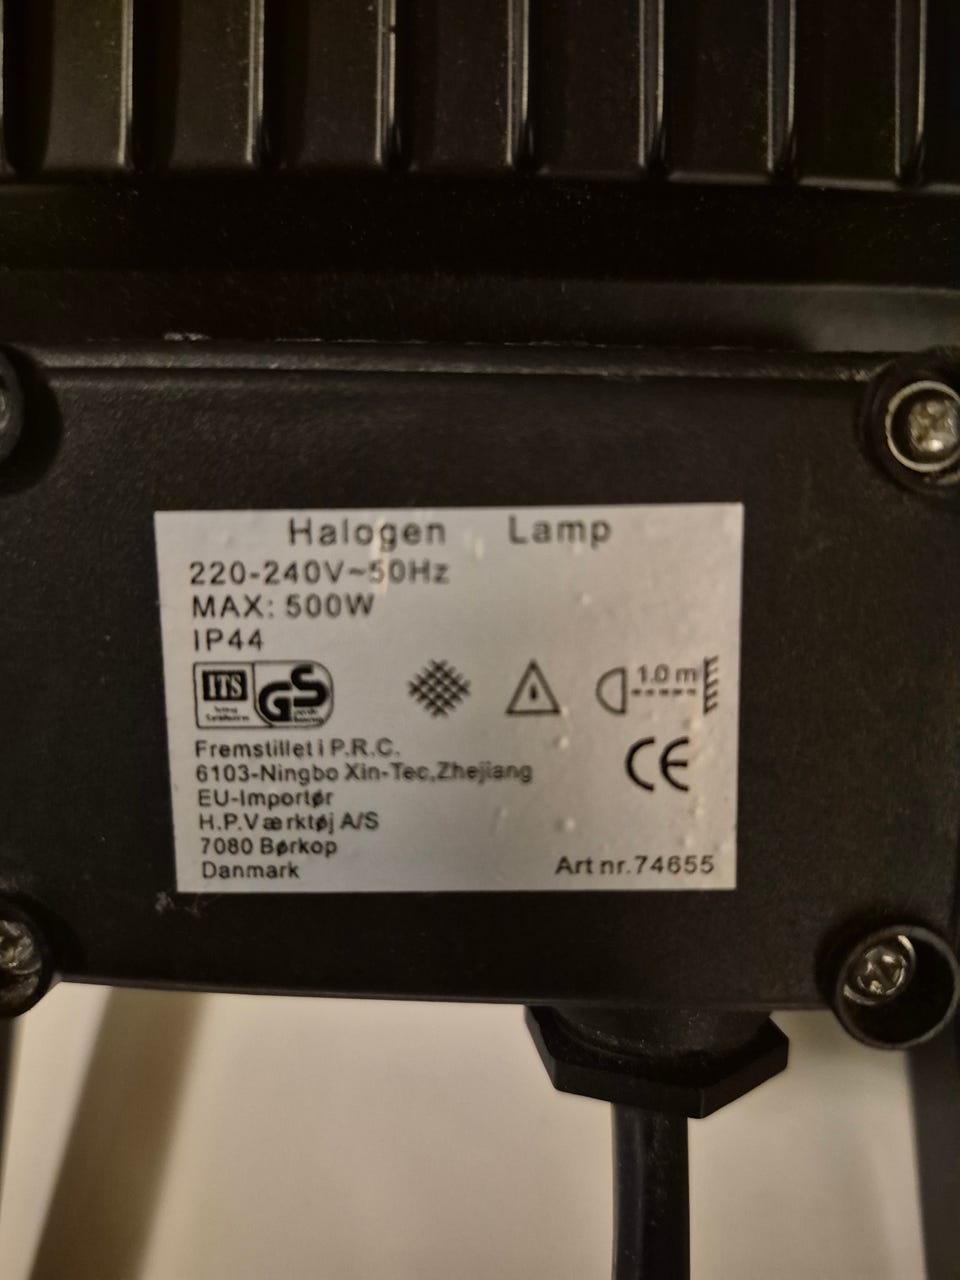 Halogen Lamp
220-240V~50Hz
MAX: 500W
IP44
ITS
GS
1.0 m
Fremstillet i P.R.C.
6103-Ningbo Xin-Tec,Zhejiang
CE
EU-Importør
H.P.Værktøj A/S
7080 Børkop
Danmark
Art nr.74655